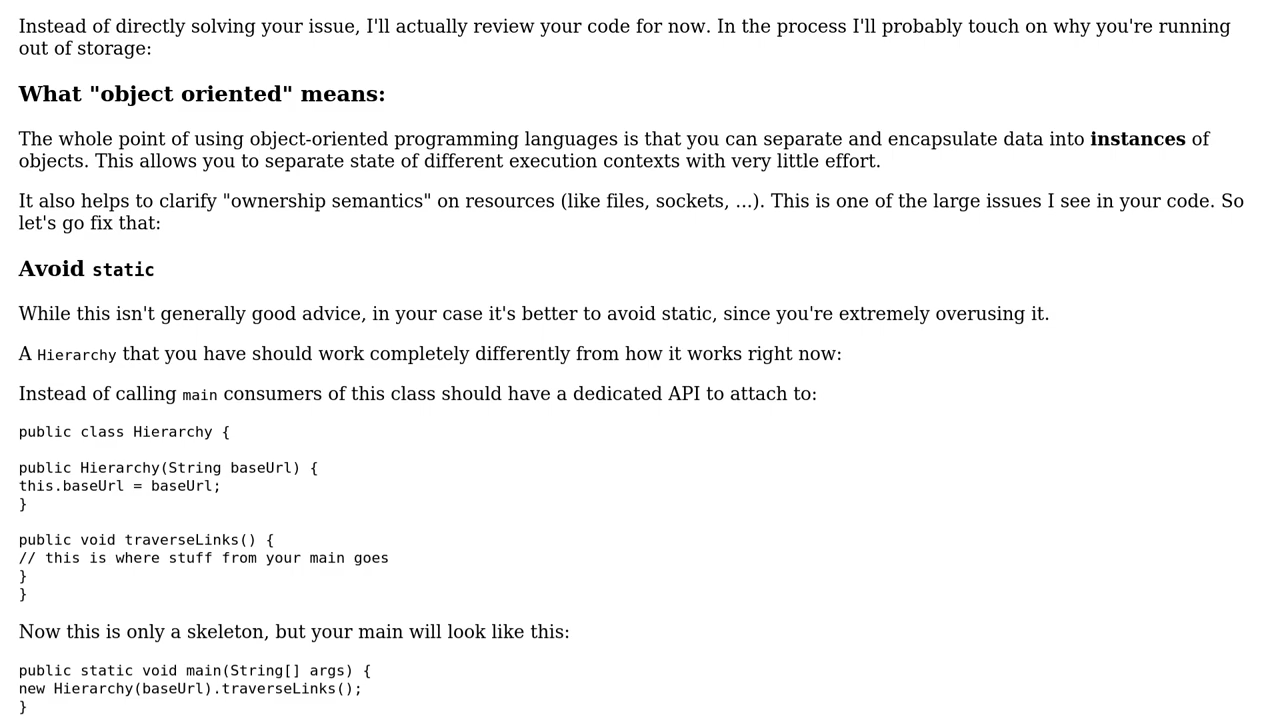 Instead of directly solving your issue, I'll actually review your code for now. In the process I'll probably touch on why you're running
out of storage:
What "object oriented" means:
The whole point of using object-oriented programming languages is that you can separate and encapsulate data into instances of
objects. This allows you to separate state of different execution contexts with very little effort.
It also helps to clarify "ownership semantics" on resources (like files, sockets, ...). This is one of the large issues I see in your code. So
let's go fix that:
Avoid static
While this isn't generally good advice, in your case it's better to avoid static, since you're extremely overusing it.
A Hierarchy that you have should work completely differently from how it works right now:
Instead of calling main consumers of this class should have a dedicated API to attach to:
public class Hierarchy {
public Hierarchy(String baseUrl) {
this.baseUrl = baseUrl;
}
public void traverseLinks() {
// this is where stuff from your main goes
}
}
Now this is only a skeleton, but your main will look like this:
public static void main(String[] args) {
new Hierarchy(baseUrl).traverseLinks();
}